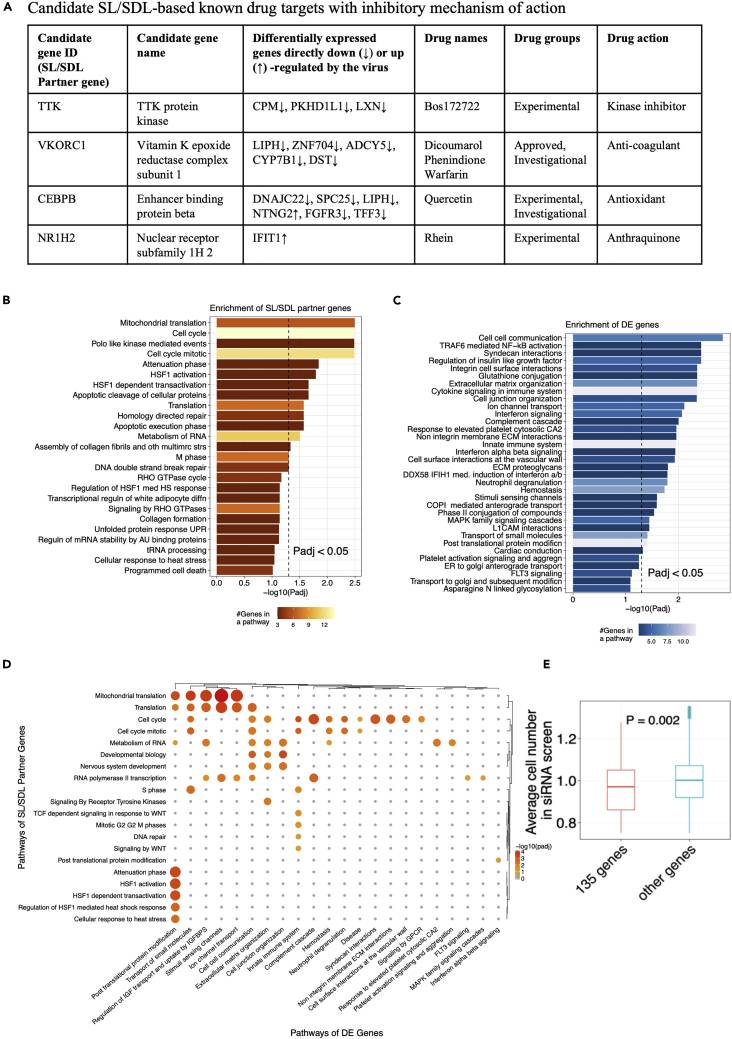 A Candidate SL/SDL-based known drug targets with inhibitory mechanism of action
Candidate gene ID (SL/SDL Partner gene)
Candidate gene name
Differentially expressed genes directly down (↓) or up (↑) -regulated by the virus
Drug names
Drug groups
Drug action
TTK
TTK protein kinase
CPM↓, PKHD1L1↓, LXN↓
Bos172722
Experimental
Kinase inhibitor
VKORC1
Vitamin K epoxide reductase complex subunit 1
LIPH↓, ZNF704↓, ADCY5↓, CYP7B1↓, DST↓
Dicoumarol Phenindione Warfarin
Approved, Investigational
Anti-coagulant
CEBPB
Enhancer binding protein beta
DNAJC22↓, SPC25↓, LIPH↓, NTNG2↑, FGFR3↓, TFF3↓
Quercetin
Experimental, Investigational
Antioxidant
NR1H2
Nuclear receptor subfamily 1H 2
IFIT1↑
Rhein
Experimental
Anthraquinone
B
Enrichment of SL/SDL partner genes
Mitochondrial translation
Cell cycle
Polo like kinase mediated events
Cell cycle mitotic
Attenuation phase
HSF1 activation
HSF1 dependent transactivation
Apoptotic cleavage of cellular proteins
Translation
Homology directed repair
Apoptotic execution phase
Metabolism of RNA
Assembly of collagen fibrils and oth multimrc strs
M phase
DNA double strand break repair
RHO GTPase cycle
Regulation of HSF1 med HS response
Transcriptional reguln of white adipocyte diffn
Signaling by RHO GTPases
Collagen formation
Unfolded protein response UPR
Reguln of mRNA stability by AU binding proteins
tRNA processing
Cellular response to heat stress
Programmed cell death
Padj < 0.05
0.0 0.5 1.0 1.5 2.0 2.5
−log10(Padj)
#Genes in a pathway
3 6 9 12
C
Enrichment of DE genes
Cell cell communication
TRAF6 mediated NF−kB activation
Syndecan interactions
Regulation of insulin like growth factor
Integrin cell surface interactions
Glutathione conjugation
Extracellular matrix organization
Cytokine signaling in immune system
Cell junction organization
Ion channel transport
Interferon signaling
Complement cascade
Response to elevated platelet cytosolic CA2
Non integrin membrane ECM interactions
Innate immune system
Interferon alpha beta signaling
Cell surface interactions at the vascular wall
ECM proteoglycans
DDX58 IFIH1 med. induction of interferon a/b
Neutrophil degranulation
Hemostasis
Stimuli sensing channels
COPI mediated anterograde transport
Phase II conjugation of compounds
MAPK family signaling cascades
L1CAM interactions
Transport of small molecules
Post translational protein modification
Cardiac conduction
Platelet activation signaling and aggregn
ER to golgi anterograde transport
FLT3 signaling
Transport to golgi and subsequent modificn
Asparagine N linked glycosylation
Padj < 0.05
0 1 2
−log10(Padj)
#Genes in a pathway
5.0 7.5 10.0
D
Pathways of SL/SDL Partner Genes
Mitochondrial translation
Translation
Cell cycle
Cell cycle mitotic
Metabolism of RNA
Developmental biology
Nervous system development
RNA polymerase II transcription
S phase
Signaling By Receptor Tyrosine Kinases
TCF dependent signaling in response to WNT
Mitotic G2 G2 M phases
DNA repair
Signaling by WNT
Post translational protein modification
Attenuation phase
HSF1 activation
HSF1 dependent transactivation
Regulation of HSF1 mediated heat shock response
Cellular response to heat stress
−log10(padj)
4
3
2
1
0
Post translational protein modification
Transport of small molecules
Regulation of IGF transport and uptake by IGFBPS
Stimuli sensing channels
Ion channel transport
Cell cell communication
Extracellular matrix organization
Cell junction organization
Innate immune system
Complement cascade
Hemostasis
Neutrophil degranulation
Disease
Syndecan interactions
Non integrin membrane ECM interactions
Cell surface interactions at the vascular wall
Signaling by GPCR
Response to elevated platelet cytosolic CA2
Platelet activation signaling and aggregation
FLT3 signaling
MAPK family signaling cascades
Interferon alpha beta signaling
Pathways of DE Genes
E
Average cell number in siRNA screen
P = 0.002
1.2
1.0
0.8
135 genes
other genes